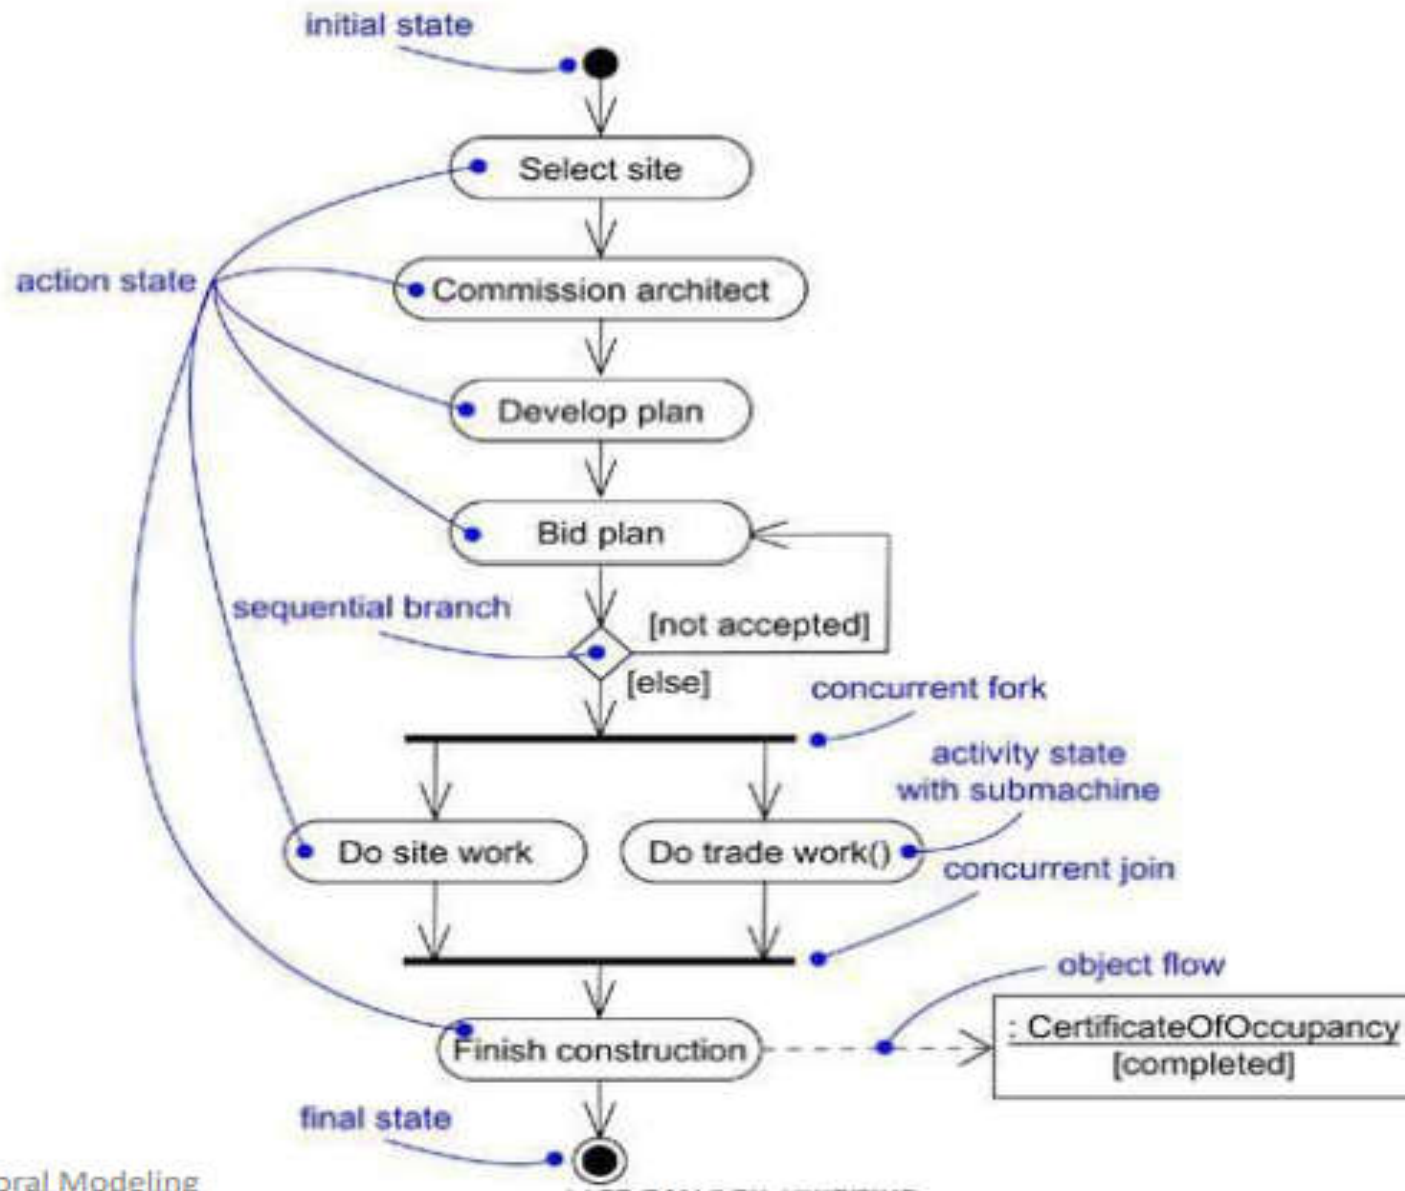 initial state
Select site
action state
Commission architect
Develop plan
Bid plan
sequential branch
[not accepted]
[else]
concurrent fork
activity state
with submachine
Do site work
Do trade work()
concurrent join
object flow
: CertificateOfOccupancy
[completed]
Finish construction
final state
Modeling